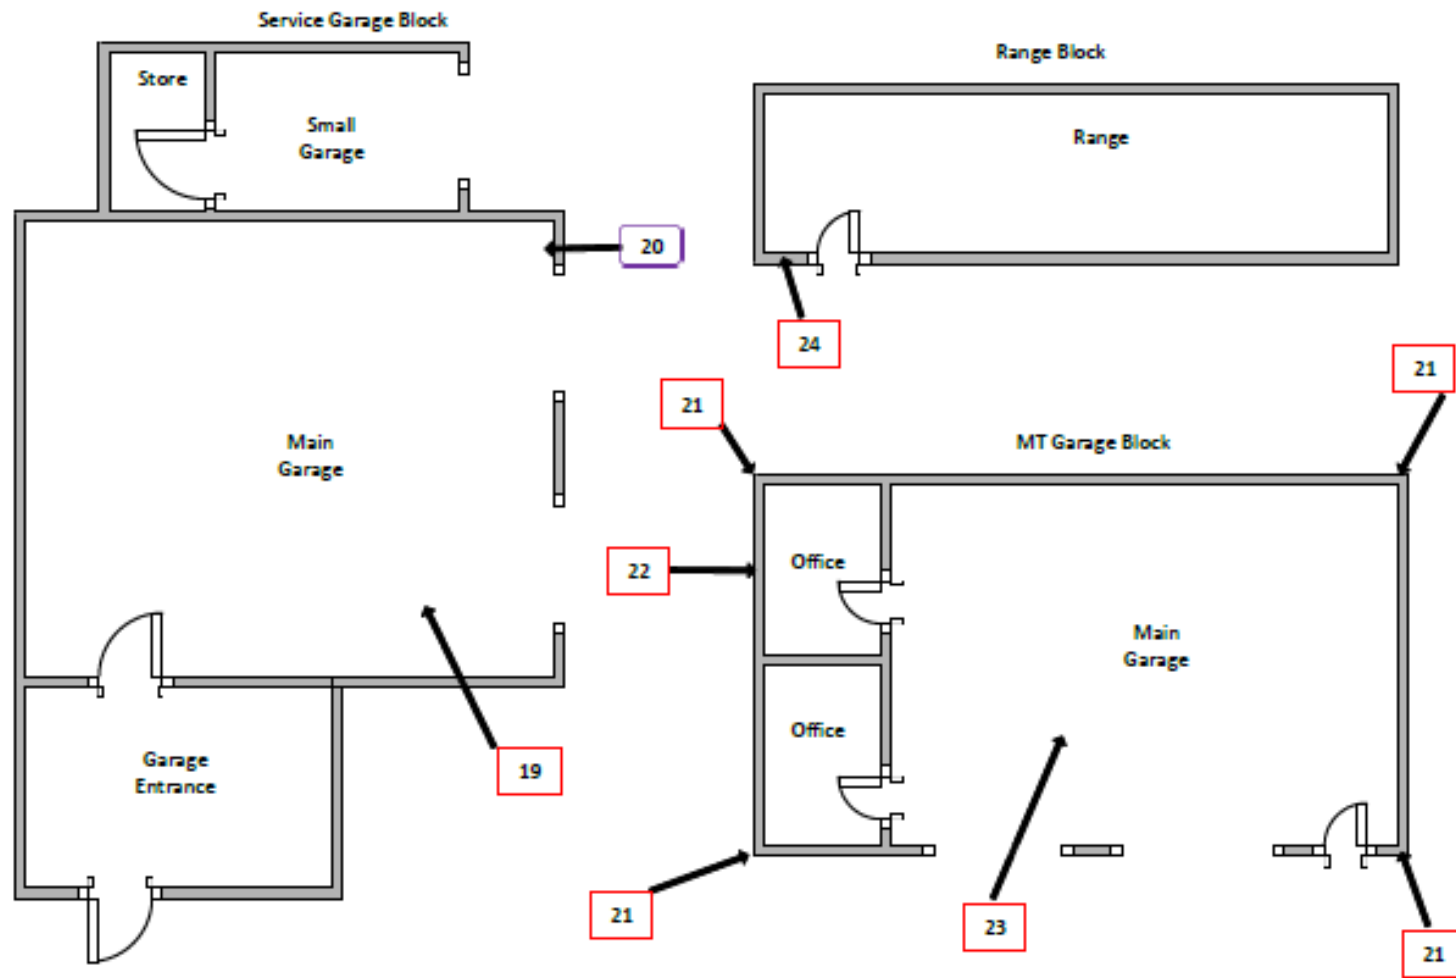 Service Garage Block
Store
Small
Garage
20
Main
Garage
19
Garage
Entrance
Range Block
Range
24
21
21
MT Garage Block
22
Office
Main
Garage
Office
21
23
21